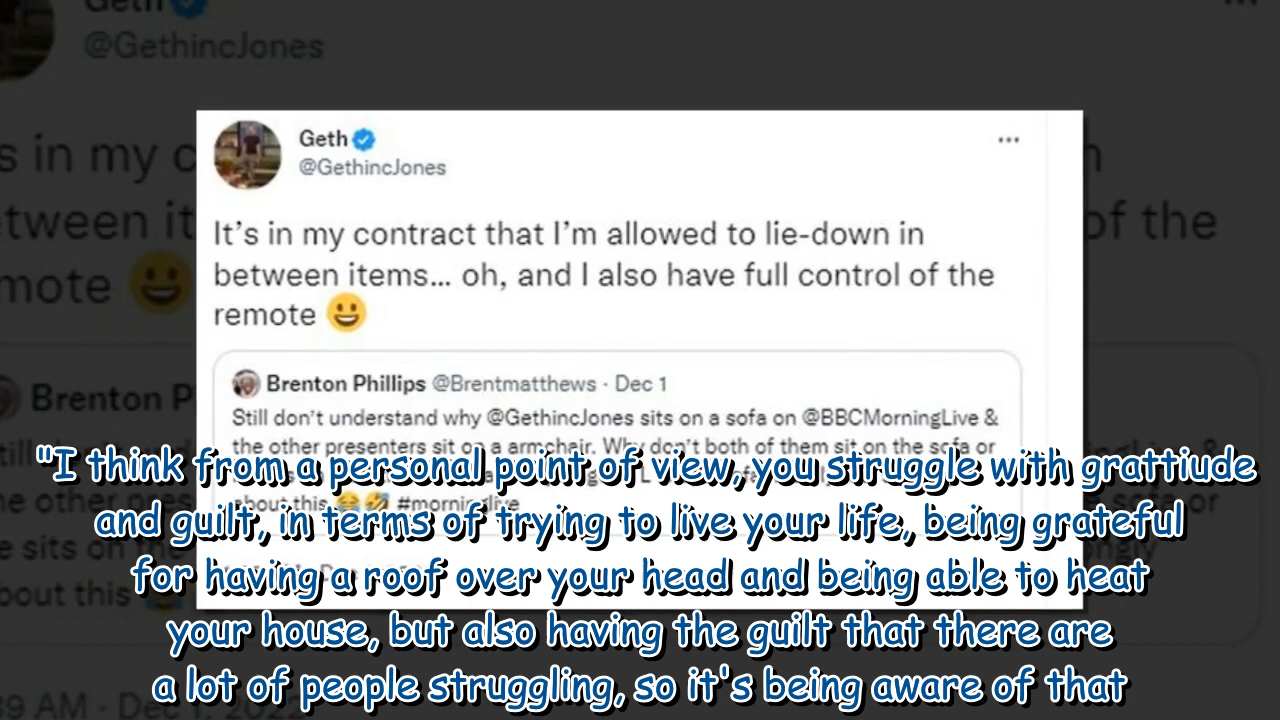 Geth
@GethincJones
Geth
@GethincJones
It's in my contract that I'm allowed to lie-down in
between items... oh, and I also have full control of the
remote 😀
Brenton Phillips @Brentmatthews · Dec 1
Still don't understand why @GethincJones sits on a sofa on @BBCMorningLive &
the other presenters sit on a armchair. Why don't both of them sit on the sofa or
about this 😂🤣 #morninglive
"I think from a personal point of view, you struggle with grattiude
and guilt, in terms of trying to live your life, being grateful
for having a roof over your head and being able to heat
your house, but also having the guilt that there are
a lot of people struggling, so it's being aware of that